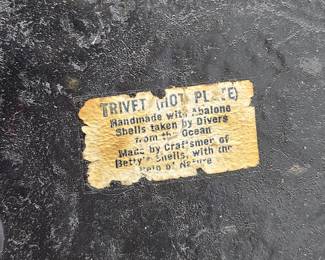 TRIVET (HOT PLATE)
Handmade with Abalone
Shells taken by Divers
from the Ocean
Made by Craftsmen of
Betty's Shells, with the
Help of Nature